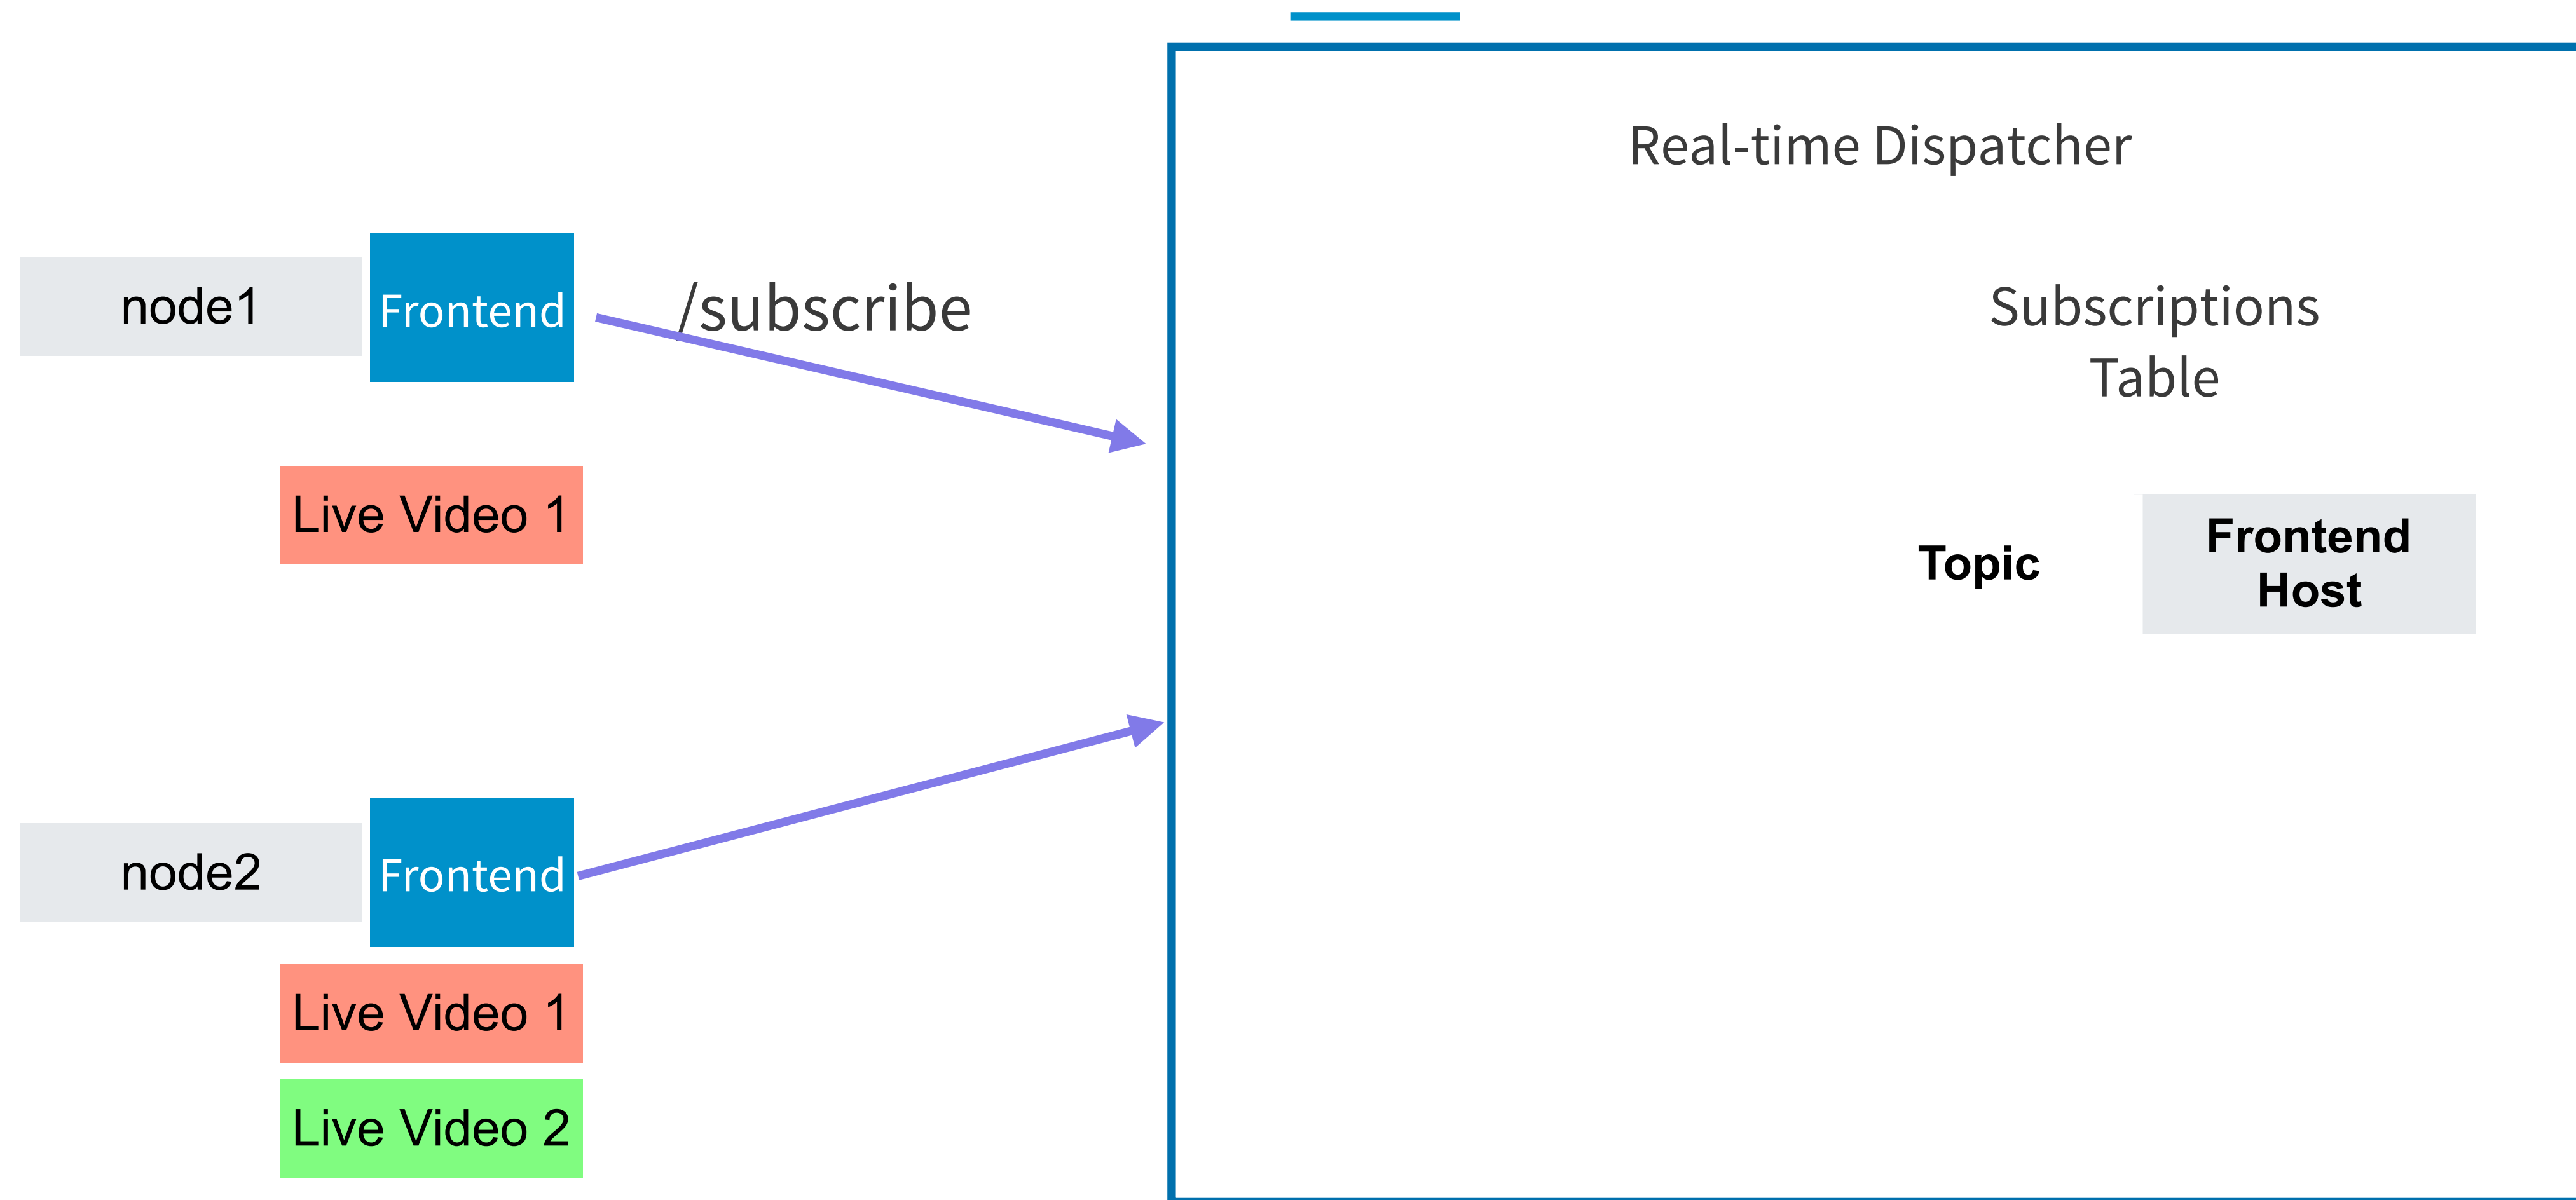 Real-time Dispatcher
node1
Frontend
/subscribe
Subscriptions
Table
Live Video 1
Topic
Frontend
Host
node2
Frontend
Live Video 1
Live Video 2